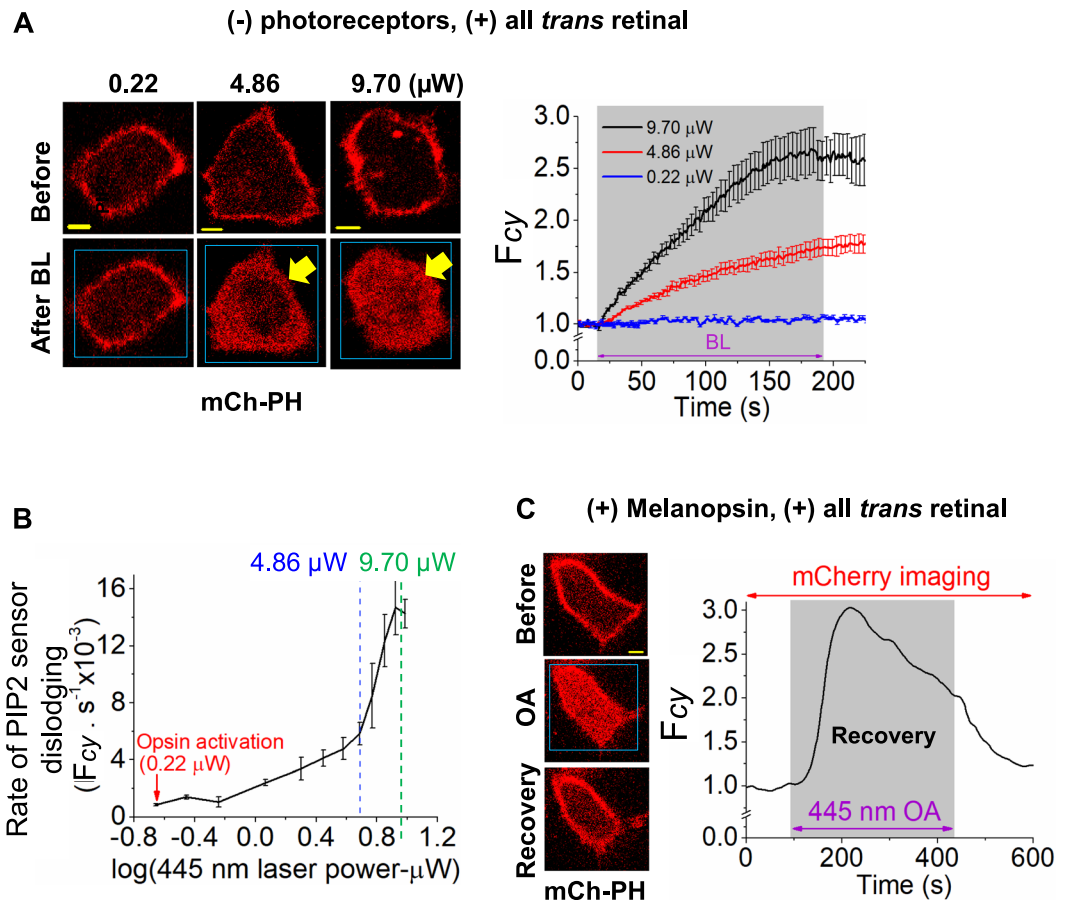 A
(-) photoreceptors, (+) all trans retinal
0.22 4.86 9.70 (μW)
Before
After BL
mCh-PH
3.0
2.5
2.0
1.5
1.0
0.0
Fcy
9.70 μW
4.86 μW
0.22 μW
BL
0 50 100 150 200
Time (s)
B
4.86 μW 9.70 μW
16
12
8
4
0
Rate of PIP2 sensor
dislodging
(Fcy . s⁻¹x10⁻³)
Opsin activation
(0.22 μW)
-0.8 -0.4 0.0 0.4 0.8 1.2
log(445 nm laser power-μW)
C
(+) Melanopsin, (+) all trans retinal
Before
OA
Recovery
mCh-PH
mCherry imaging
3.0
2.5
2.0
1.5
1.0
0.0
Fcy
Recovery
445 nm OA
0 200 400 600
Time (s)